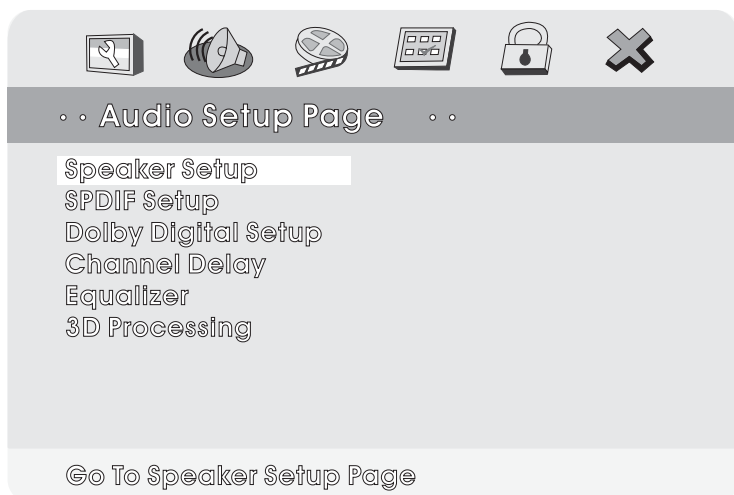 ·· Audio Setup Page ··
Speaker Setup
SPDIF Setup
Dolby Digital Setup
Channel Delay
Equalizer
3D Processing
Go To Speaker Setup Page